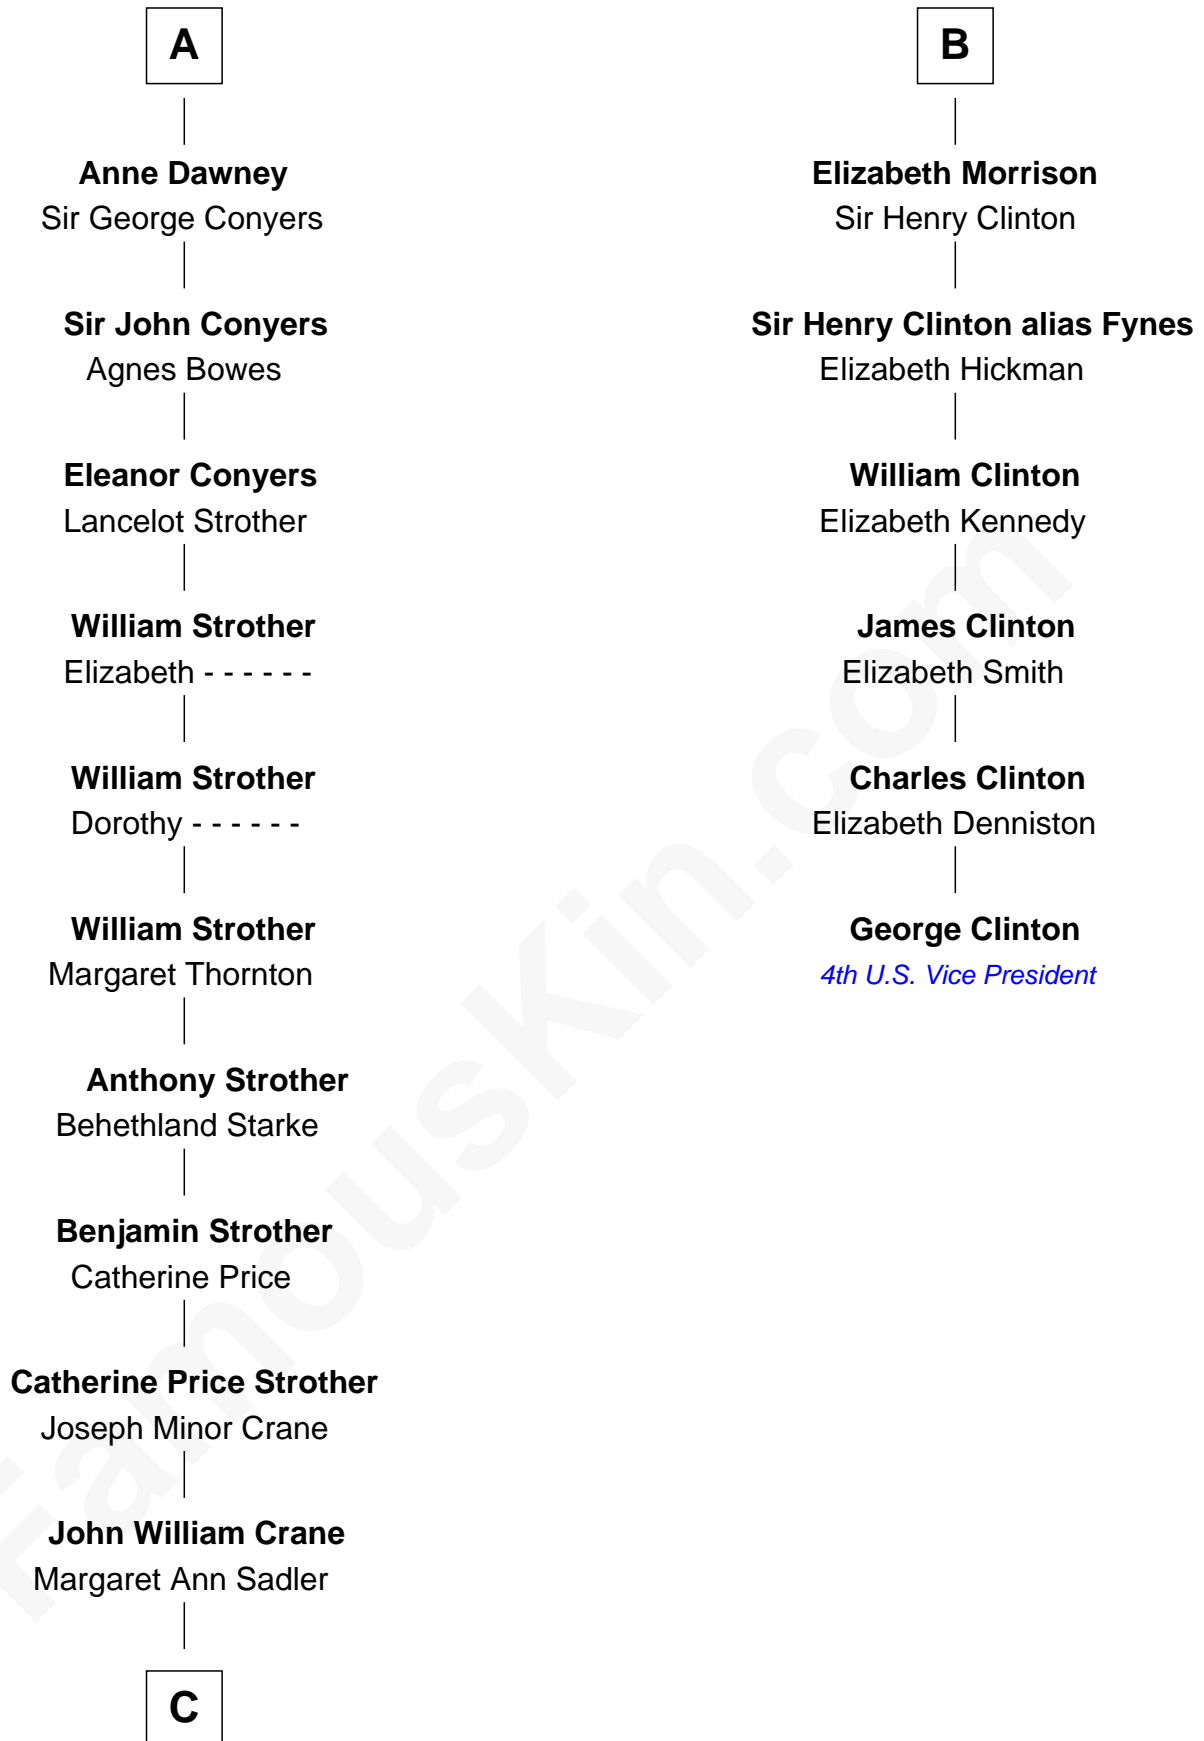 A
Anne Dawney
Sir George Conyers
Sir John Conyers
Agnes Bowes
Eleanor Conyers
Lancelot Strother
William Strother
Elizabeth - - - - - -
William Strother
Dorothy - - - - - -
William Strother
Margaret Thornton
Anthony Strother
Behethland Starke
Benjamin Strother
Catherine Price
Catherine Price Strother
Joseph Minor Crane
John William Crane
Margaret Ann Sadler
C
B
Elizabeth Morrison
Sir Henry Clinton
Sir Henry Clinton alias Fynes
Elizabeth Hickman
William Clinton
Elizabeth Kennedy
James Clinton
Elizabeth Smith
Charles Clinton
Elizabeth Denniston
George Clinton
4th U.S. Vice President
FamousKin.com